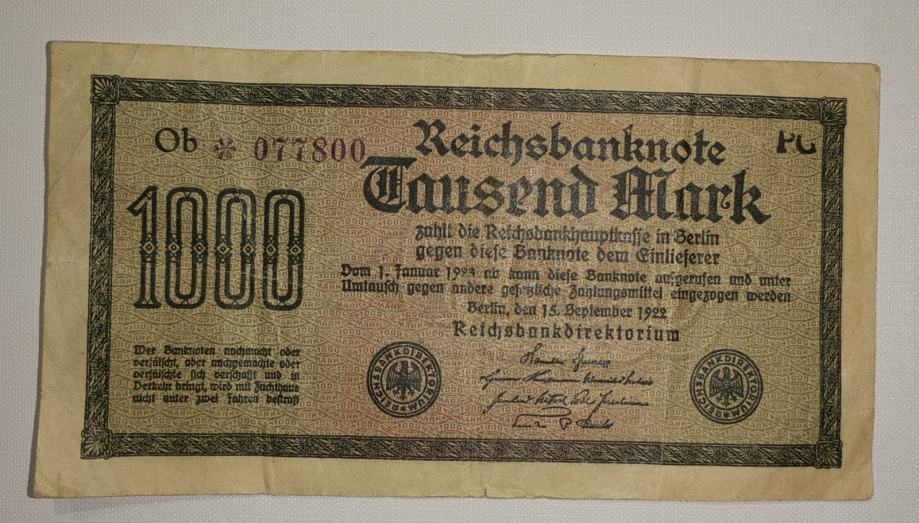 Ob * 077800
Reichsbanknote
Tausend Mark
1000
zahlt die Reichsbankhauptkasse in Berlin
gegen diese Banknote dem Einlieferer
Vom 1. Januar 1923 ab kann diese Banknote aufgerufen und unter
Umtausch gegen andere gesetzliche Zahlungsmittel eingezogen werden
Berlin, den 15. September 1922
Reichsbankdirektorium
Wer Banknoten nachmacht oder
verfälscht, oder nachgemachte oder
verfälschte sich verschafft und in
Verkehr bringt, wird mit Zuchthaus
nicht unter zwei Jahren bestraft
REICHSBANKDIREKTORIUM
REICHSBANKDIREKTORIUM